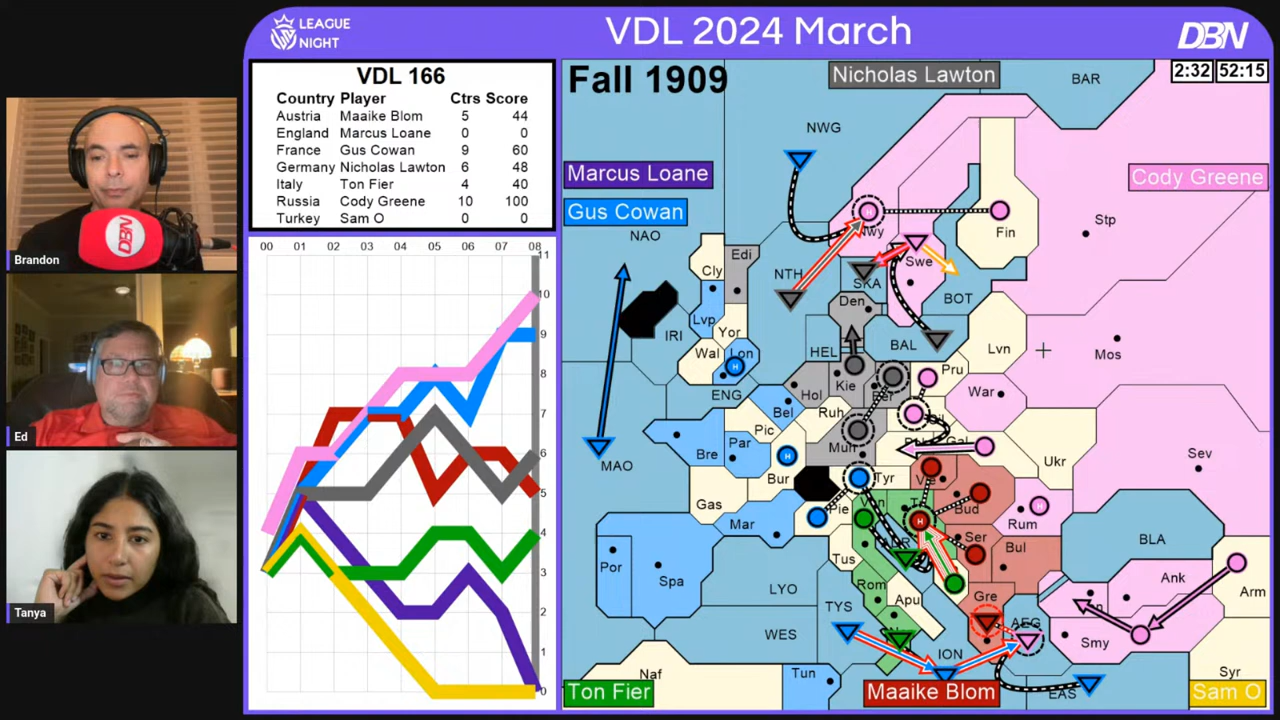 LEAGUE
NIGHT
VDL 2024 March
DBN
VDL 166
Country Player Ctrs Score
Austria Maaike Blom 5 44
England Marcus Loane 0 0
France Gus Cowan 9 60
Germany Nicholas Lawton 6 48
Italy Ton Fier 4 40
Russia Cody Greene 10 100
Turkey Sam O 0 0
00 01 02 03 04 05 06 07 08
11
10
9
8
7
6
5
4
3
2
1
0
Brandon
DBN
Ed
Tanya
Fall 1909
Nicholas Lawton
2:32 52:15
BAR
NWG
Marcus Loane
Cody Greene
Gus Cowan
NAO
Stp
Fin
Swe
Edi
Cly
NTH
SKA
BOT
Den
Lvp
IRI
Yor
HEL
BAL
Lvn
Mos
Wal
Lon
Kie
Pru
ENG
Hol
War
Bel
Ruh
Pic
Mun
Gal
Par
Bre
MAO
Ukr
Sev
Bur
Tyr
Gas
Pie
Bud
Rum
Mar
Ser
BLA
Tus
Bul
Por
Spa
LYO
Rom
Ank
Arm
Apu
Gre
TYS
AEG
Smy
WES
ION
Syr
Naf
Tun
EAS
Ton Fier
Maaike Blom
Sam O